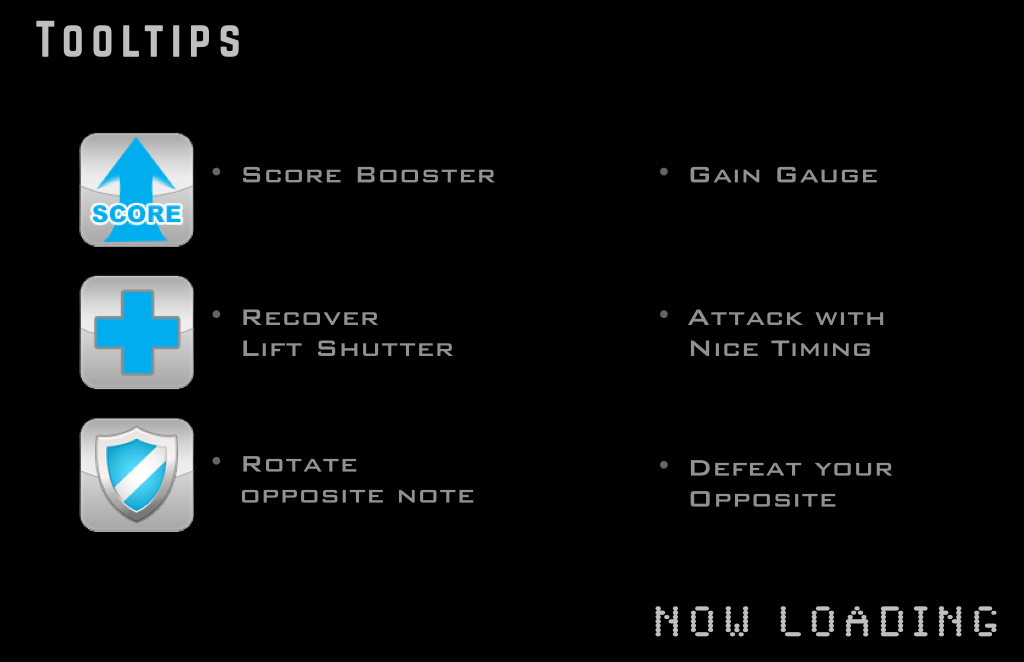 Tooltips
SCORE
• Score Booster
• Gain Gauge
• Recover
Lift Shutter
• Attack with
Nice Timing
• Rotate
opposite note
• Defeat your
Opposite
NOW LOADING